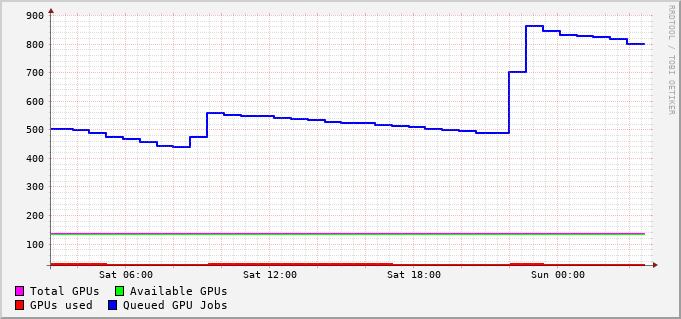 900
800
700
600
500
400
300
200
100
Sat 06:00 Sat 12:00 Sat 18:00 Sun 00:00
Total GPUs Available GPUs
GPUs used Queued GPU Jobs
RRDTOOL / TOBI OETIKER